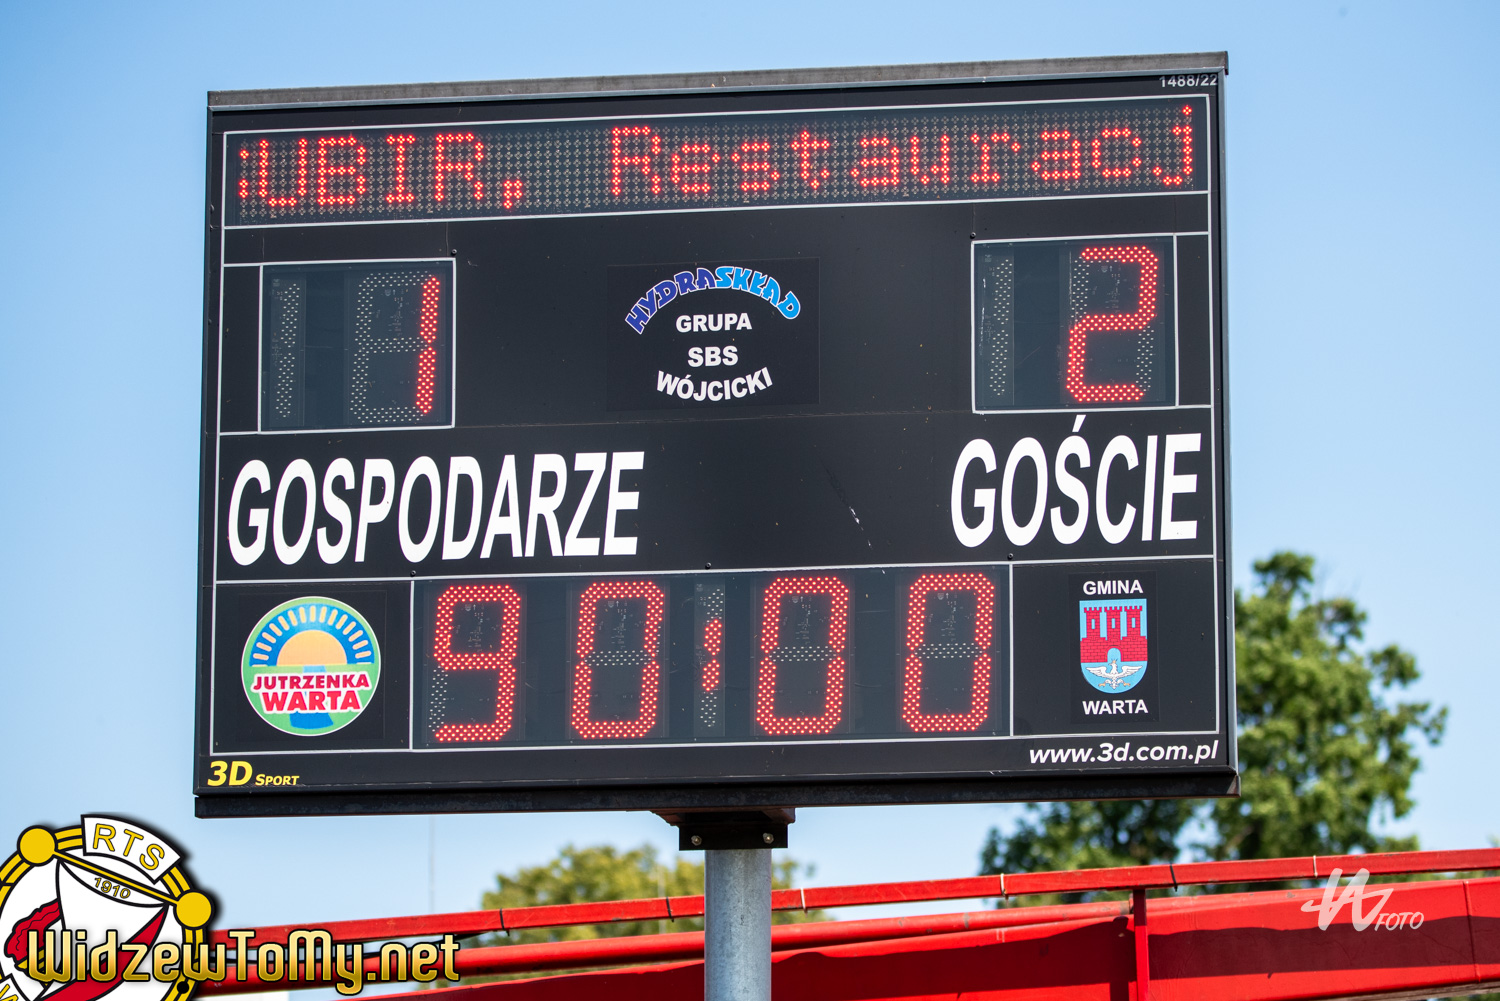 1488/22
UBIR, Restauracj
1
2
HYDRASKŁAD
GRUPA
SBS
WÓJCICKI
GOSPODARZE
GOŚCIE
90:00
JUTRZENKA
WARTA
GMINA
WARTA
3D SPORT
www.3d.com.pl
RTS
1910
WidzewToMy.net
FOTO